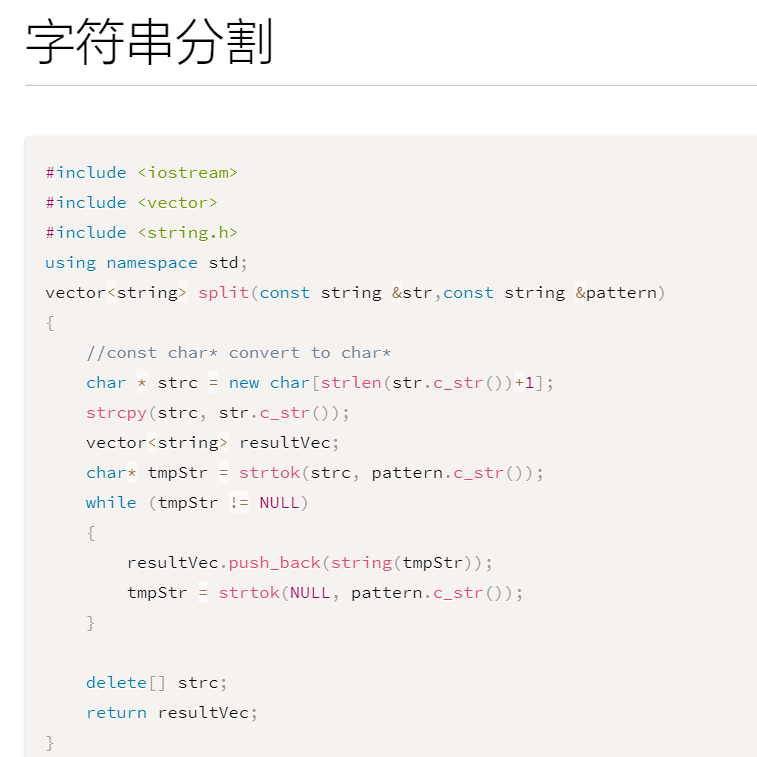 字符串分割
#include <iostream>
#include <vector>
#include <string.h>
using namespace std;
vector<string> split(const string &str,const string &pattern)
{
    //const char* convert to char*
    char * strc = new char[strlen(str.c_str())+1];
    strcpy(strc, str.c_str());
    vector<string> resultVec;
    char* tmpStr = strtok(strc, pattern.c_str());
    while (tmpStr != NULL)
    {
        resultVec.push_back(string(tmpStr));
        tmpStr = strtok(NULL, pattern.c_str());
    }
    delete[] strc;
    return resultVec;
}